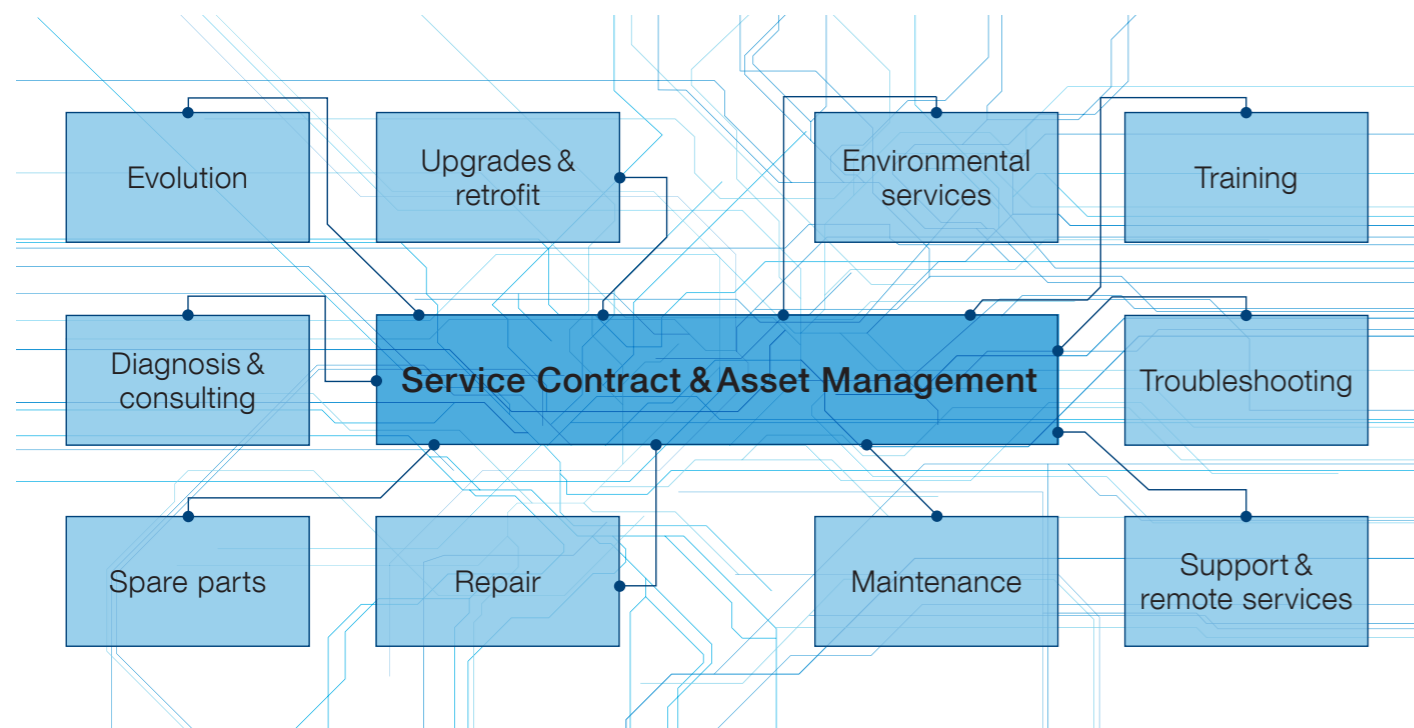 Evolution
Upgrades &
retrofit
Environmental
services
Training
Diagnosis &
consulting
Service Contract & Asset Management
Troubleshooting
Spare parts
Repair
Maintenance
Support &
remote services